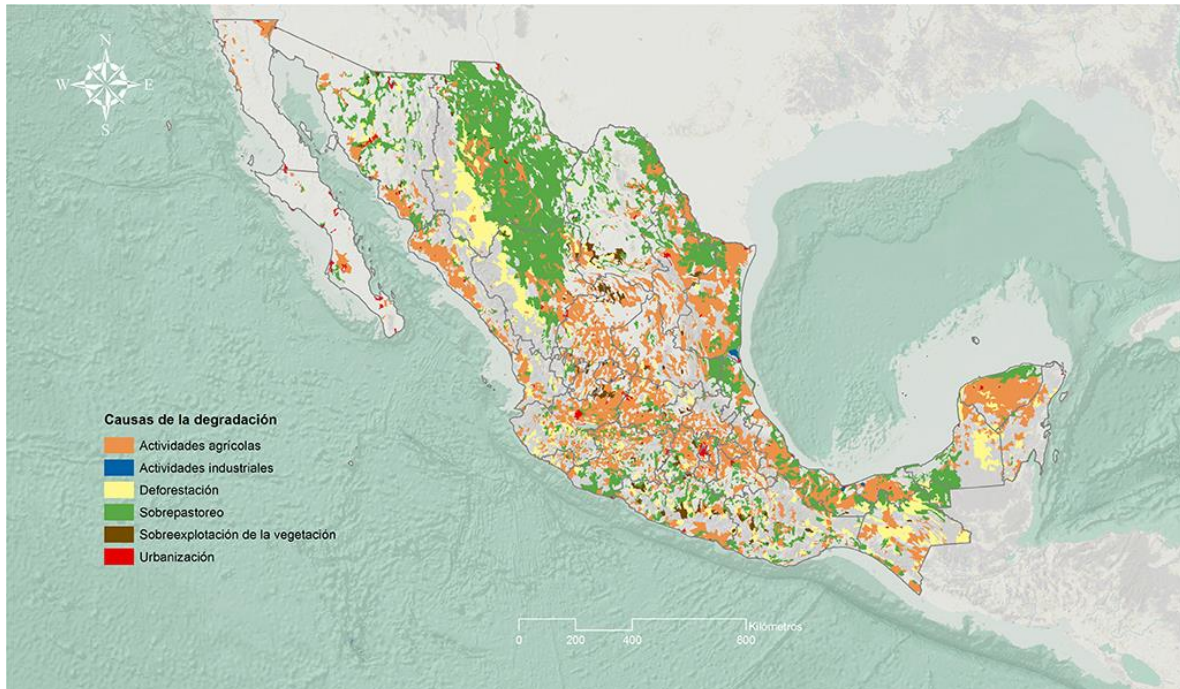 N
W E
S
Causas de la degradación
Actividades agrícolas
Actividades industriales
Deforestación
Sobrepastoreo
Sobreexplotación de la vegetación
Urbanización
Kilómetros
0 200 400 800